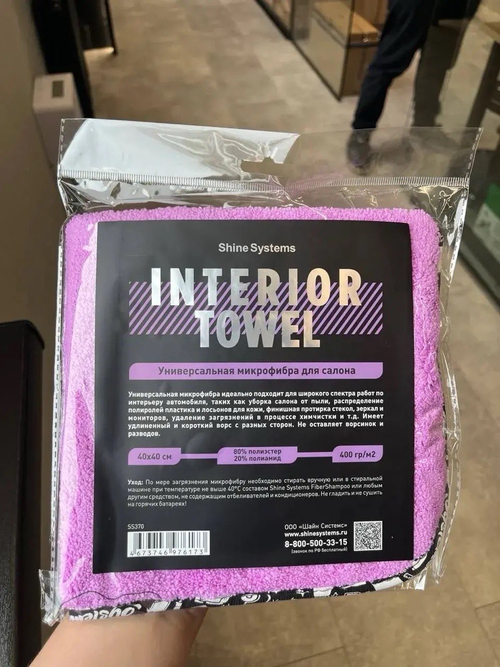 Shine Systems
INTERIOR
TOWEL
Универсальная микрофибра для салона
Универсальная микрофибра идеально подходит для широкого спектра работ по
интерьеру автомобиля, таких как уборка салона от пыли, распределение
полиролей пластика и лосьонов для кожи, финишная протирка стекол, зеркал и
мониторов, удаление загрязнений в процессе химчистки и т.д. Имеет
удлиненный и короткий ворс с разных сторон. Не оставляет ворсинок и
разводов.
40х40 см
80% полиэстер
20% полиамид
400 гр/м2
Уход: По мере загрязнения микрофибру необходимо стирать вручную или в стиральной
машине при температуре не выше 40°С составом Shine Systems FiberShampoo или любым
другим средством, не содержащим отбеливателей и кондиционеров. Не гладить и не сушить
на горячих батареях!
SS370
4673746976173
ООО «Шайн Системс»
www.shinesystems.ru
8-800-500-33-15
(звонок по РФ бесплатный)